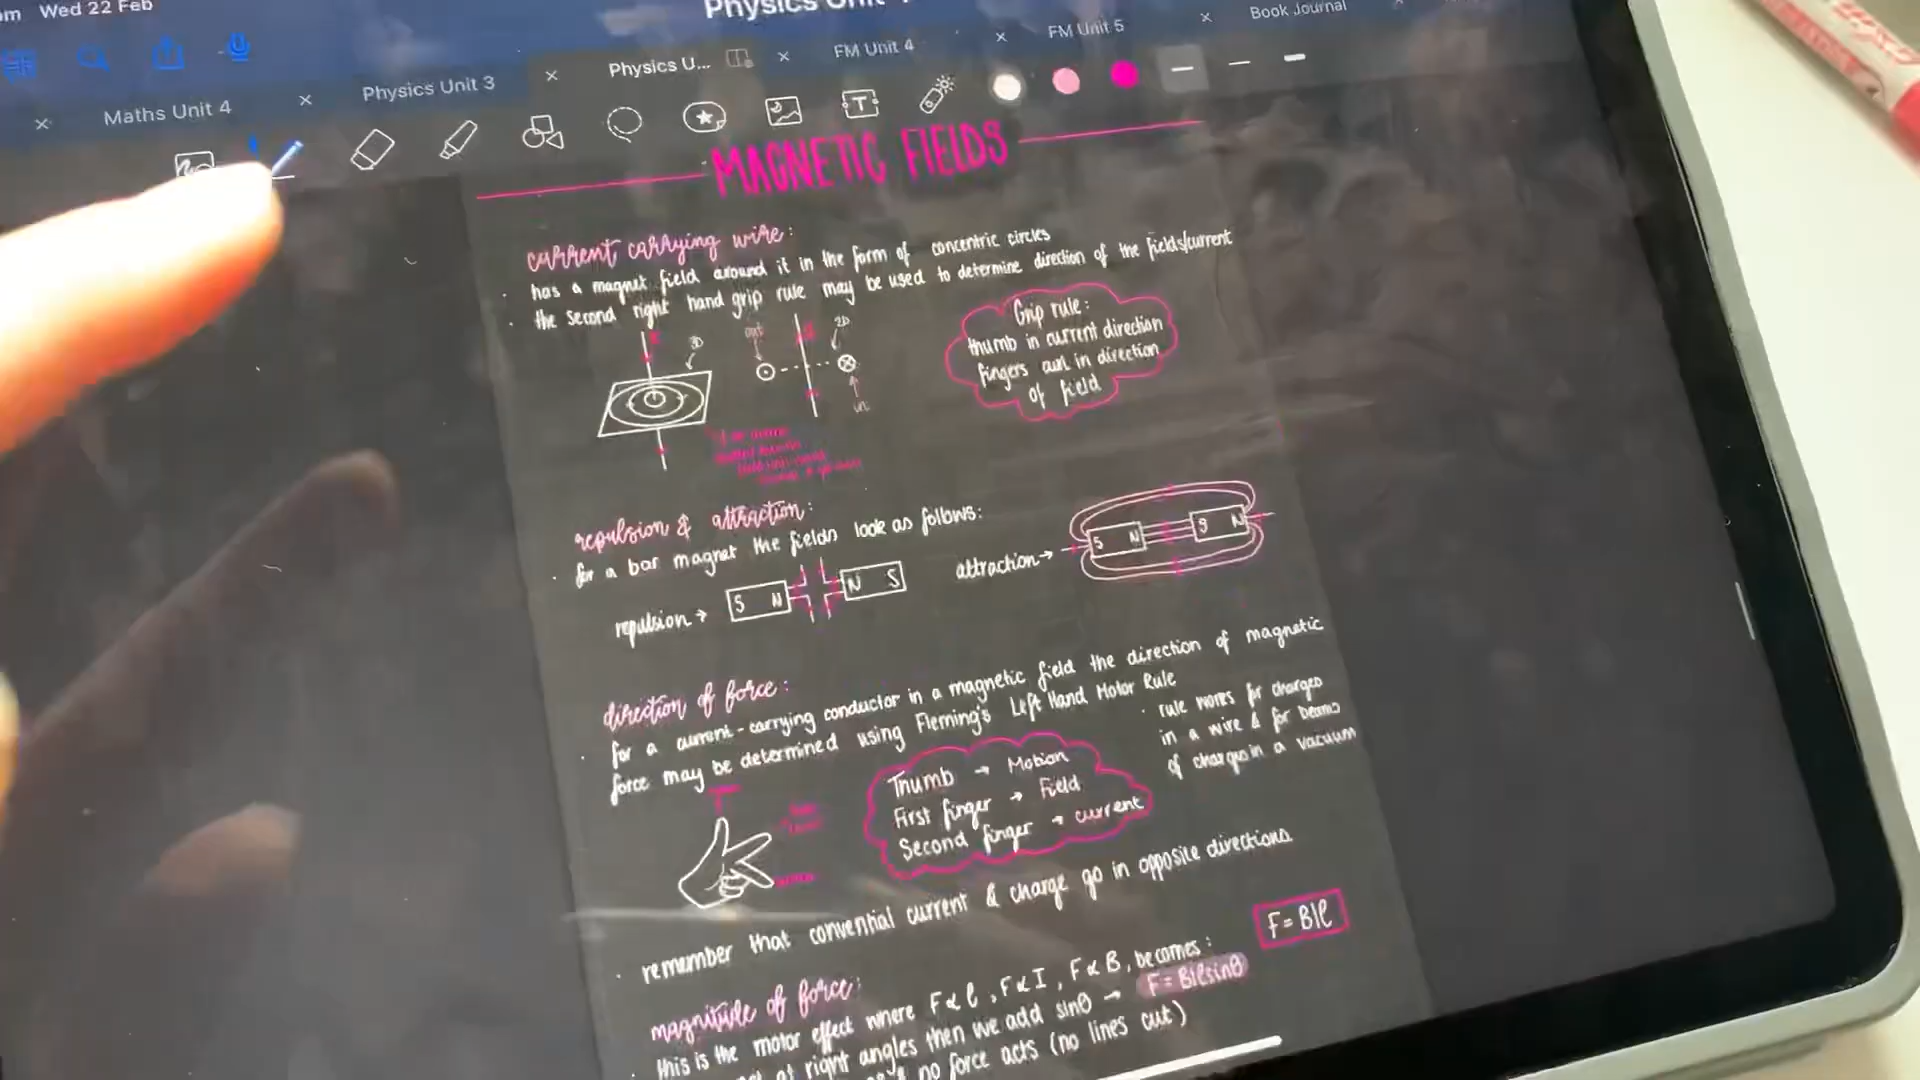 Wed 22 Feb
Physics Unit
Maths Unit 4
Physics Unit 3
Physics U...
FM Unit 4
FM Unit 5
Book Journal
MAGNETIC FIELDS
current carrying wire:
· has a magnet field around it in the form of concentric circles
· the second right hand grip rule may be used to determine direction of the fields/current
3D
out
2D
in
Grip rule:
thumb in current direction
fingers curl in direction
of field
repulsion & attraction:
· for a bar magnet the fields look as follows:
repulsion →
S N
N S
attraction →
S N
S N
direction of force:
· for a current-carrying conductor in a magnetic field the direction of magnetic
force may be determined using Fleming's Left Hand Motor Rule
· rule works for charges
in a wire & for beams
of charges in a vacuum
Thumb → Motion
First finger → Field
Second finger → current
· remember that convential current & charge go in opposite directions
magnitude of force:
F = BIl
· this is the motor effect where F∝l, F∝I, F∝B, becomes:
at right angles then we add sinθ → F = BIlsinθ
no force acts (no lines cut)